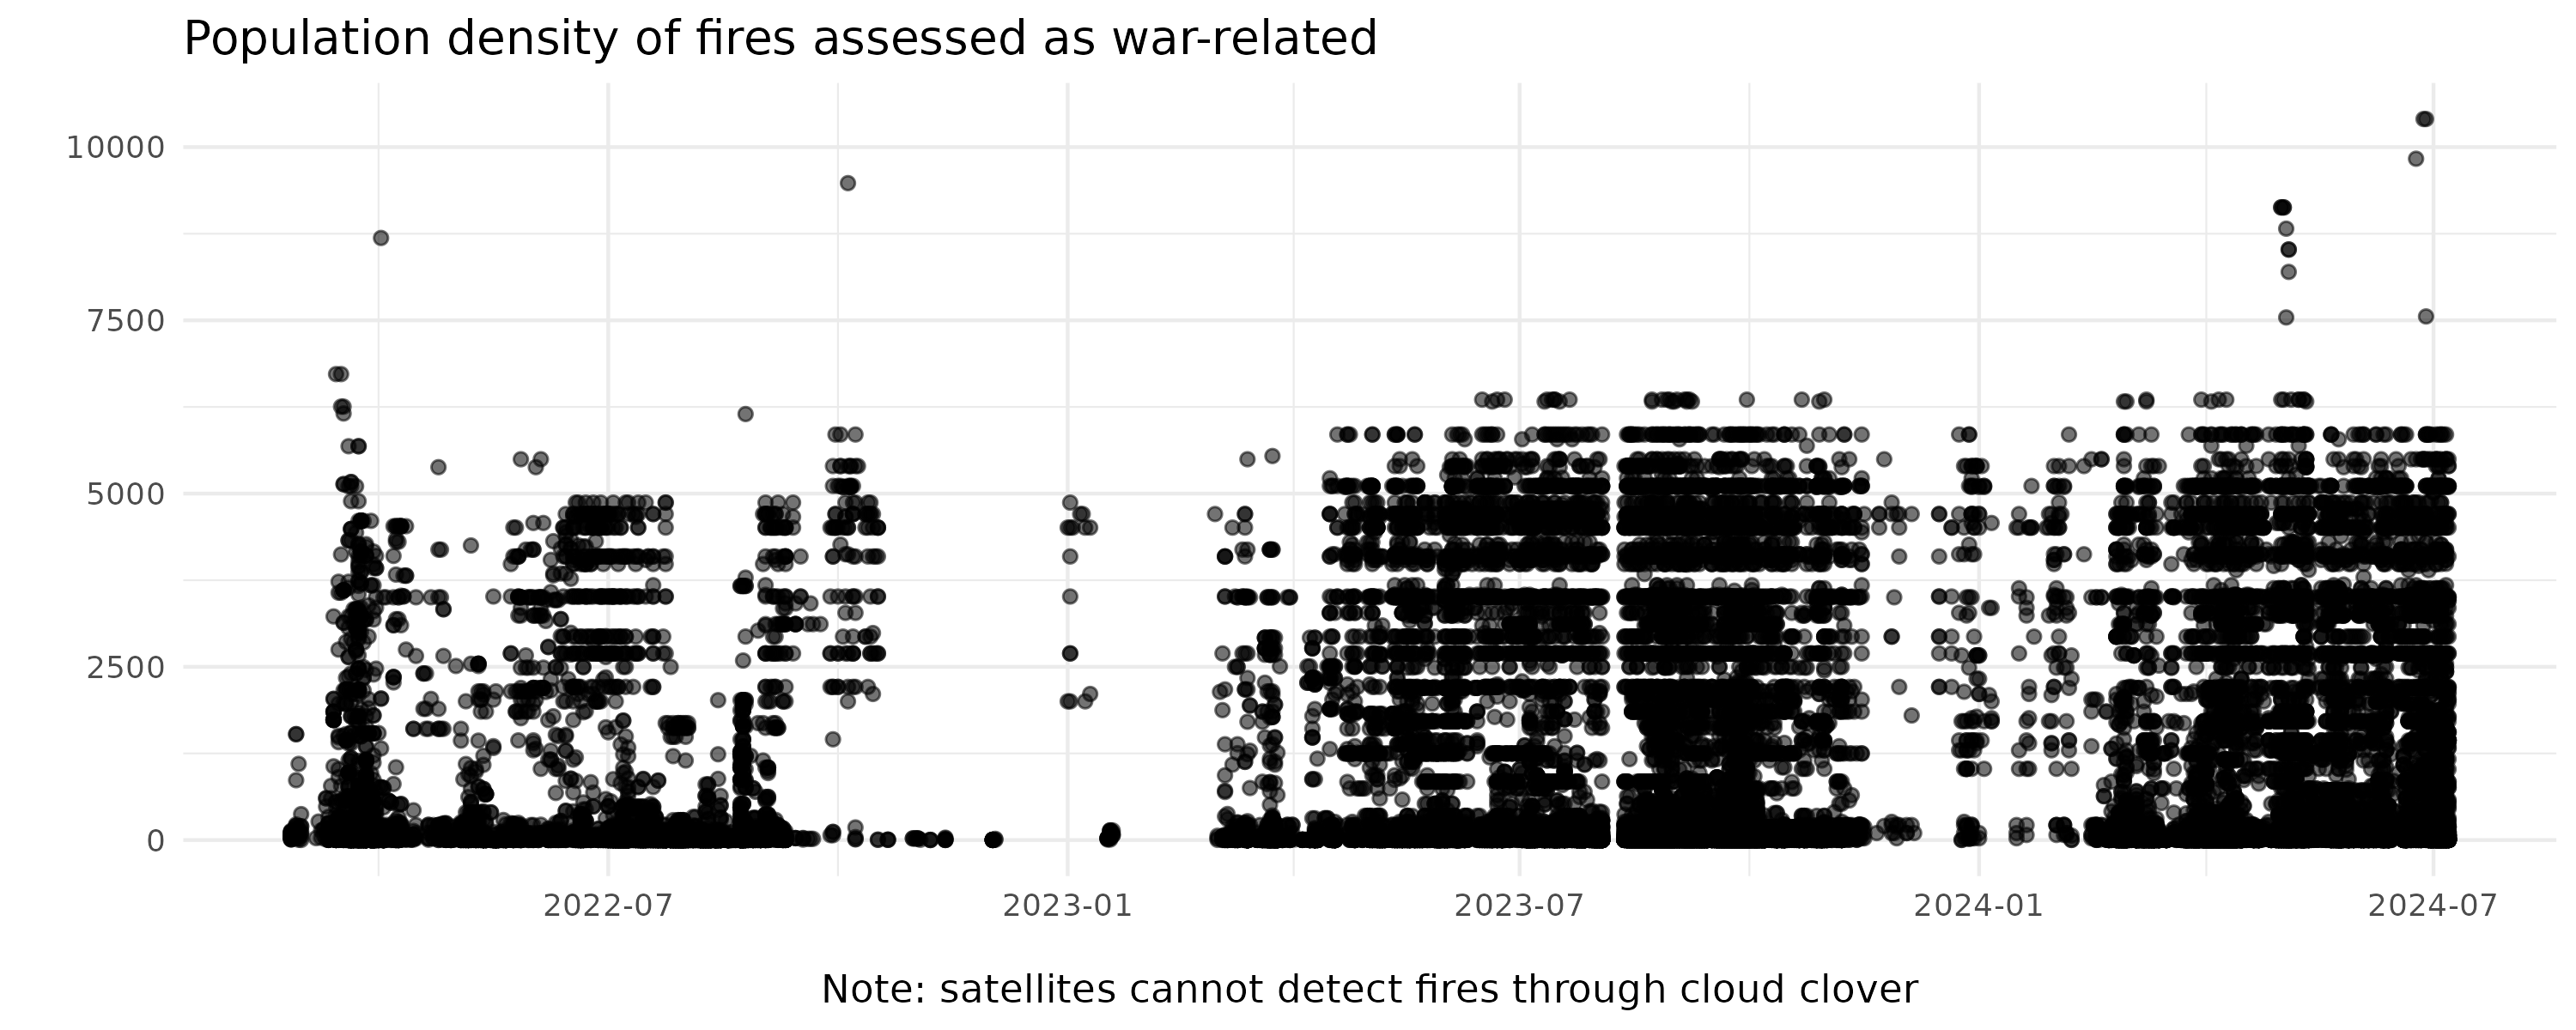 Population density of fires assessed as war-related
10000
7500
5000
2500
0
2022-07 2023-01 2023-07 2024-01 2024-07
Note: satellites cannot detect fires through cloud clover